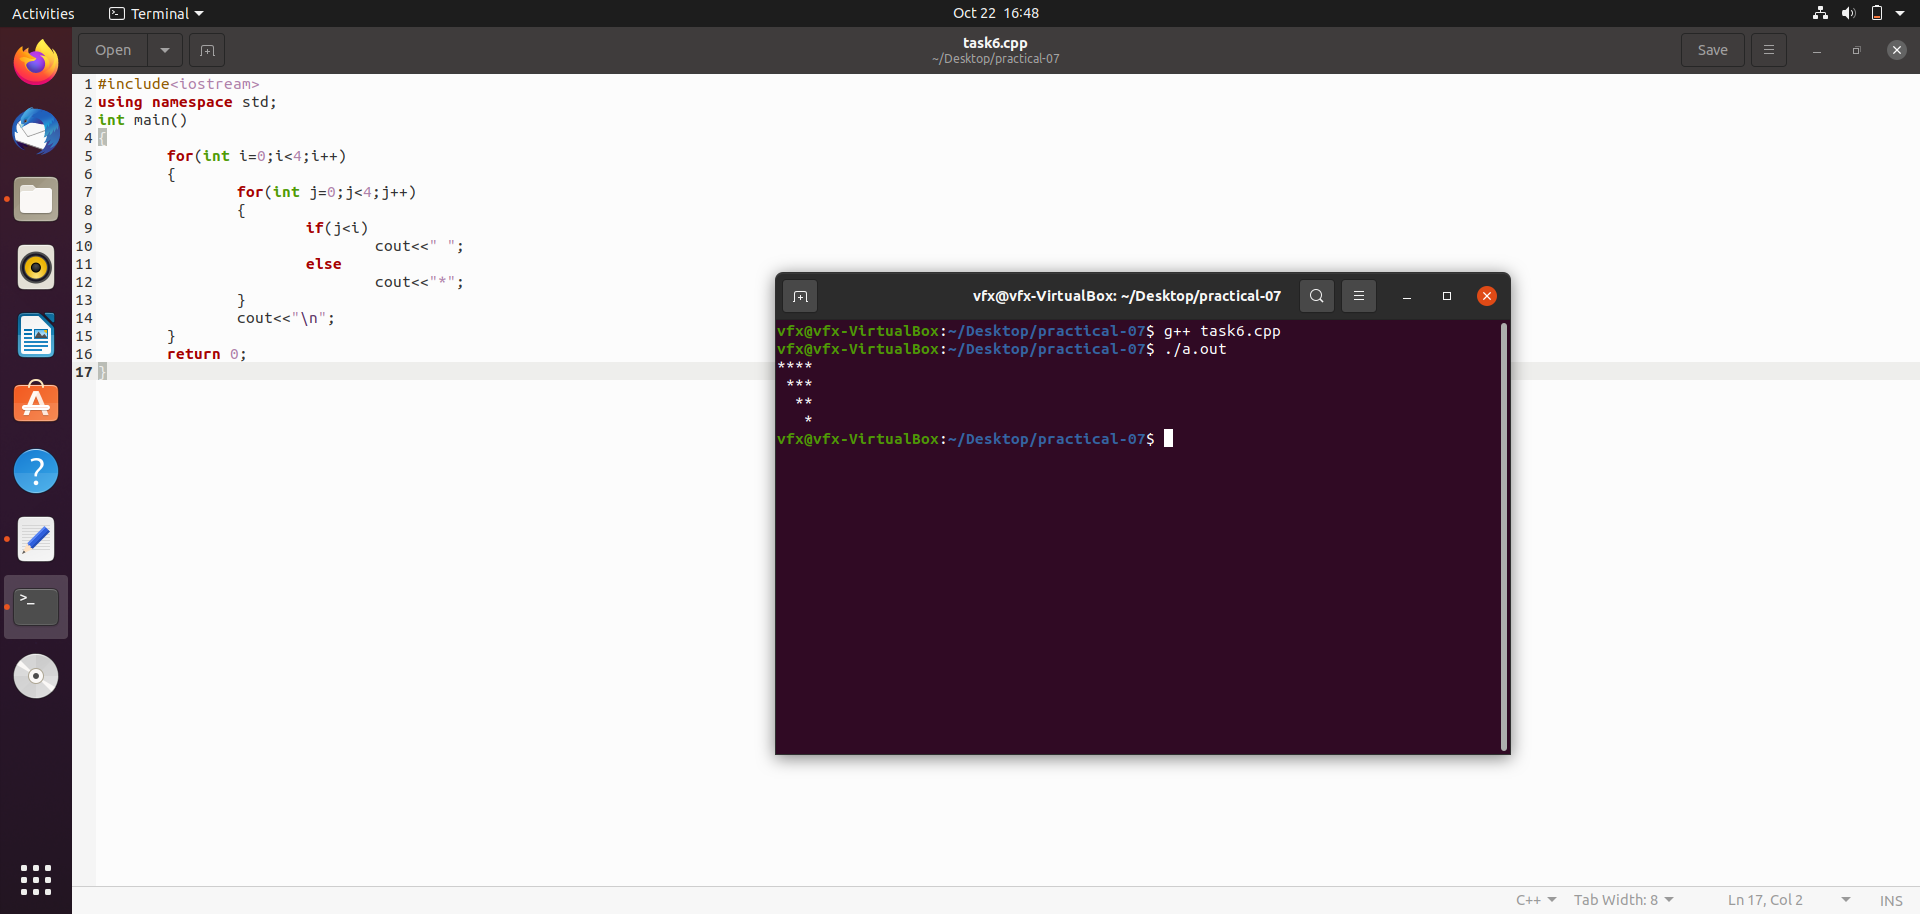 Activities
Terminal
Oct 22 16:48
Open
task6.cpp
~/Desktop/practical-07
Save
1 #include<iostream>
2 using namespace std;
3 int main()
4 {
5         for(int i=0;i<4;i++)
6         {
7                 for(int j=0;j<4;j++)
8                 {
9                         if(j<i)
10                                 cout<<" ";
11                         else
12                                 cout<<"*";
13                 }
14                 cout<<"\n";
15         }
16         return 0;
17 }
vfx@vfx-VirtualBox: ~/Desktop/practical-07
vfx@vfx-VirtualBox:~/Desktop/practical-07$ g++ task6.cpp
vfx@vfx-VirtualBox:~/Desktop/practical-07$ ./a.out
****
 ***
  **
   *
vfx@vfx-VirtualBox:~/Desktop/practical-07$
C++
Tab Width: 8
Ln 17, Col 2
INS